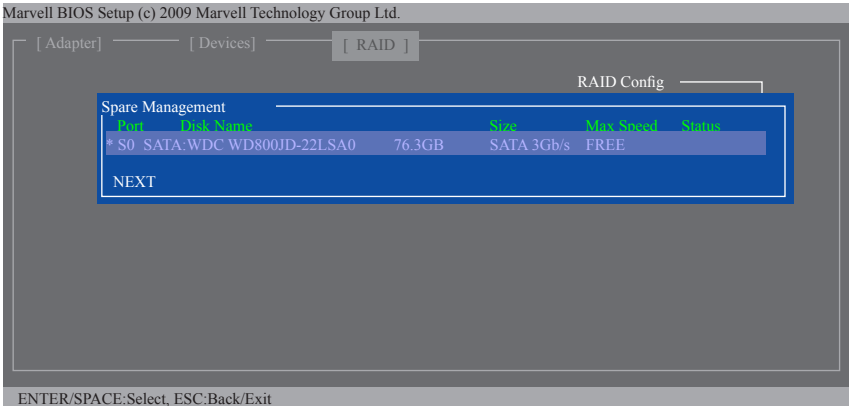 Marvell BIOS Setup (c) 2009 Marvell Technology Group Ltd.
[ Adapter] [ Devices] [ RAID ]
RAID Config
Spare Management
Port Disk Name Size Max Speed Status
* S0 SATA:WDC WD800JD-22LSA0 76.3GB SATA 3Gb/s FREE
NEXT
ENTER/SPACE:Select, ESC:Back/Exit